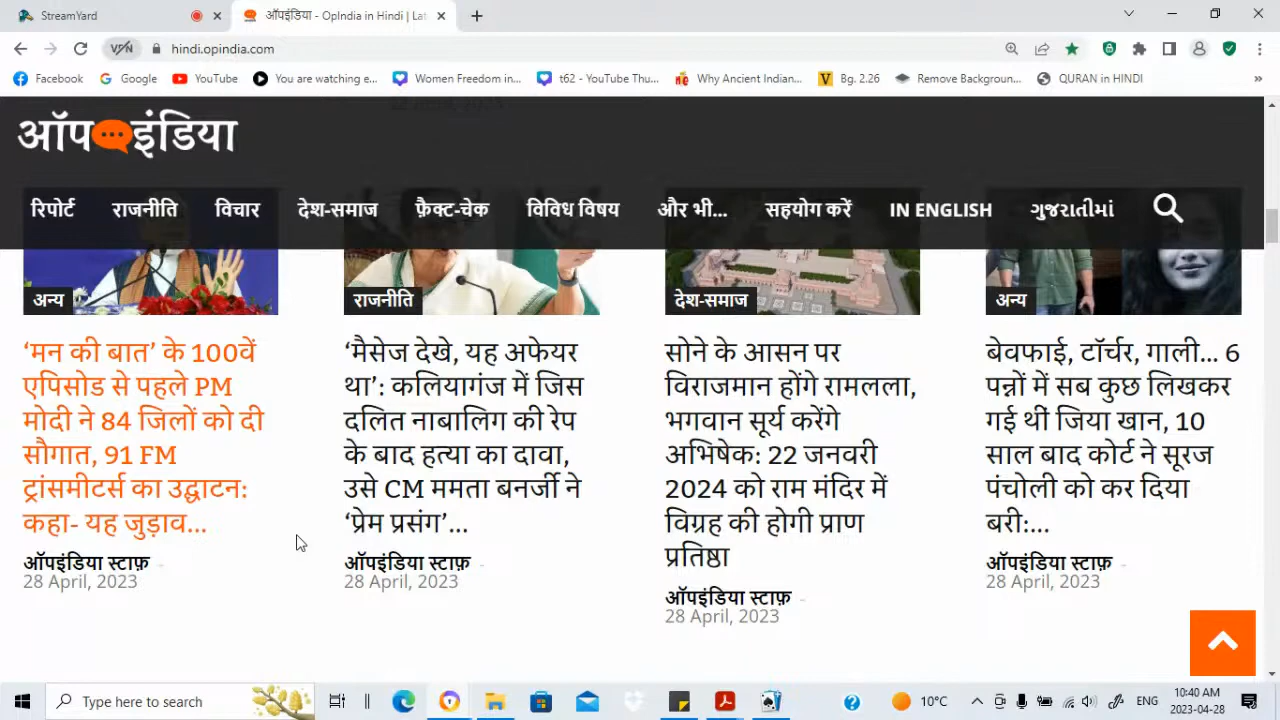 StreamYard
ऑपइंडिया - OpIndia in Hindi | Lat
hindi.opindia.com
VPN
Facebook
Google
YouTube
You are watching e...
Women Freedom in...
t62 - YouTube Thu...
Why Ancient Indian...
Bg. 2.26
Remove Backgroun...
QURAN in HINDI
ऑपइंडिया
रिपोर्ट
राजनीति
विचार
देश-समाज
फ़ैक्ट-चेक
विविध विषय
और भी...
सहयोग करें
IN ENGLISH
ગુજરાતીમાં
अन्य
‘मन की बात’ के 100वें
एपिसोड से पहले PM
मोदी ने 84 जिलों को दी
सौगात, 91 FM
ट्रांसमीटर्स का उद्घाटन:
कहा- यह जुड़ाव...
ऑपइंडिया स्टाफ़ -
28 April, 2023
राजनीति
‘मैसेज देखे, यह अफेयर
था’: कलियागंज में जिस
दलित नाबालिग की रेप
के बाद हत्या का दावा,
उसे CM ममता बनर्जी ने
‘प्रेम प्रसंग’...
ऑपइंडिया स्टाफ़ -
28 April, 2023
देश-समाज
सोने के आसन पर
विराजमान होंगे रामलला,
भगवान सूर्य करेंगे
अभिषेक: 22 जनवरी
2024 को राम मंदिर में
विग्रह की होगी प्राण
प्रतिष्ठा
ऑपइंडिया स्टाफ़ -
28 April, 2023
अन्य
बेवफाई, टॉर्चर, गाली... 6
पन्नों में सब कुछ लिखकर
गई थीं जिया खान, 10
साल बाद कोर्ट ने सूरज
पंचोली को कर दिया
बरी:...
ऑपइंडिया स्टाफ़ -
28 April, 2023
Type here to search
10°C
ENG
10:40 AM
2023-04-28